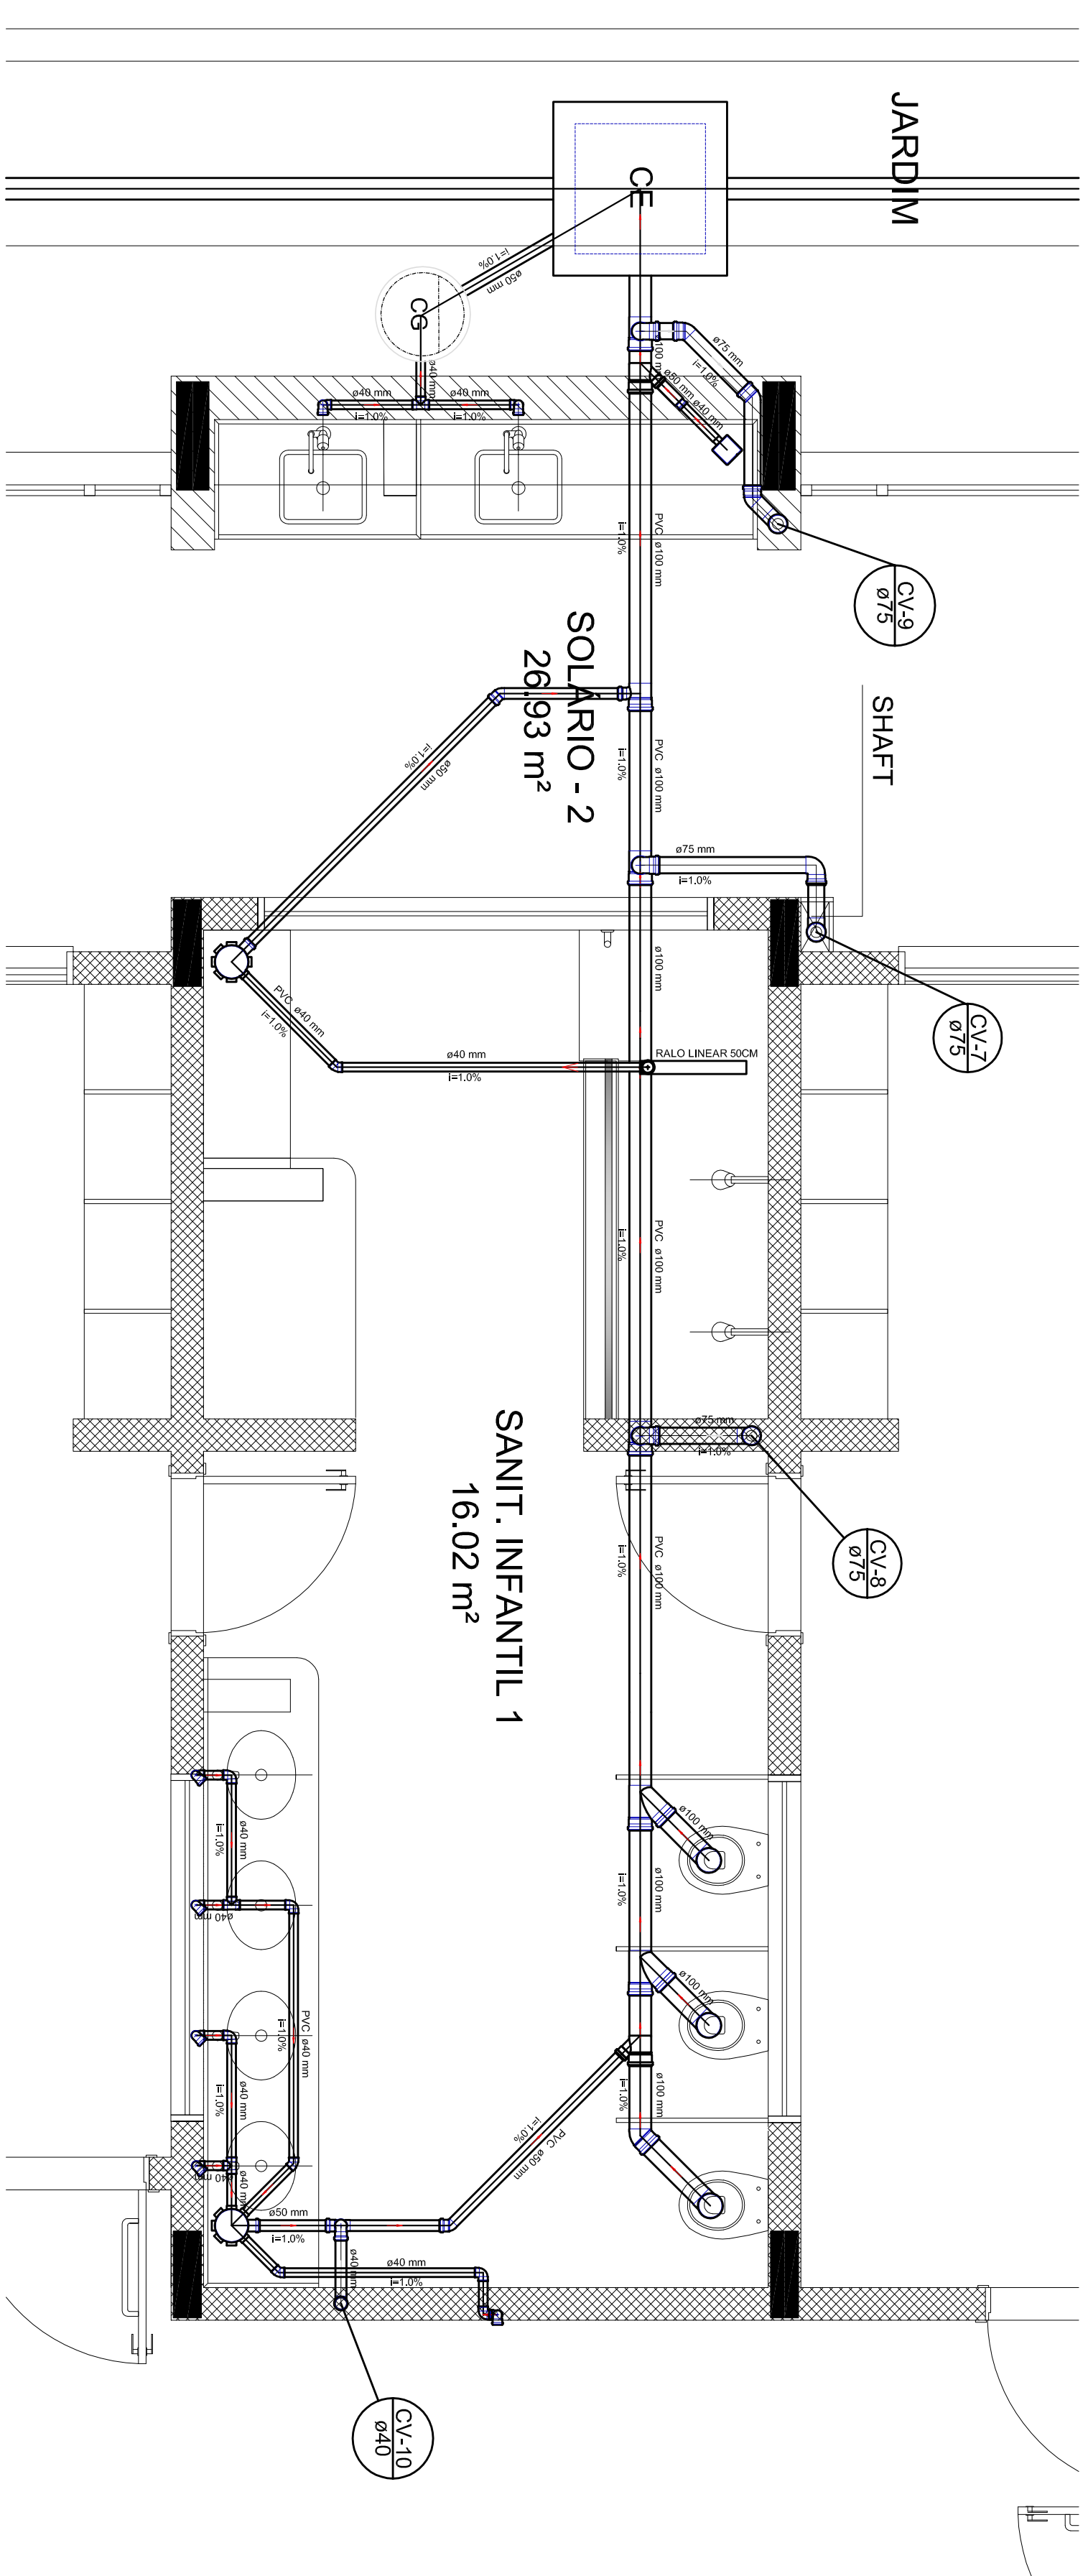 JARDIM
CE
i=1.0%
ø50 mm
CG
ø40 mm
ø40 mm
i=1.0%
ø40 mm
i=1.0%
ø100 mm
ø75 mm
i=1.0%
ø50 mm
ø40 mm
PVC ø100 mm
i=1.0%
CV-9
ø75
SOLÁRIO - 2
26.93 m²
SHAFT
i=1.0%
ø50 mm
PVC ø100 mm
i=1.0%
ø75 mm
i=1.0%
ø100 mm
PVC ø40 mm
i=1.0%
CV-7
ø75
RALO LINEAR 50CM
ø40 mm
i=1.0%
PVC ø100 mm
i=1.0%
ø75 mm
i=1.0%
SANIT. INFANTIL 1
16.02 m²
CV-8
ø75
PVC ø100 mm
i=1.0%
ø100 mm
ø40 mm
i=1.0%
ø100 mm
i=1.0%
ø40 mm
ø100 mm
PVC ø40 mm
i=1.0%
ø40 mm
i=1.0%
ø100 mm
i=1.0%
i=1.0%
PVC ø50 mm
ø40 mm
ø40 mm
ø50 mm
i=1.0%
ø40 mm
ø40 mm
i=1.0%
CV-10
ø40